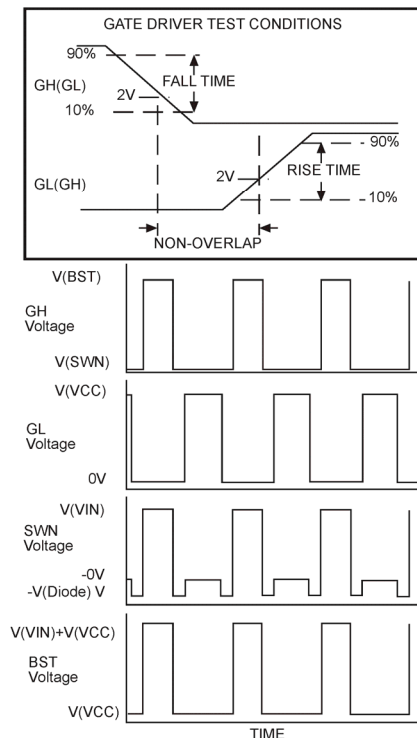 GATE DRIVER TEST CONDITIONS
90%
FALL TIME
GH(GL)
2V
10%
90%
2V
RISE TIME
GL(GH)
10%
NON-OVERLAP
V(BST)
GH
Voltage
V(SWN)
V(VCC)
GL
Voltage
0V
V(VIN)
SWN
Voltage
-0V
-V(Diode) V
V(VIN)+V(VCC)
BST
Voltage
V(VCC)
TIME